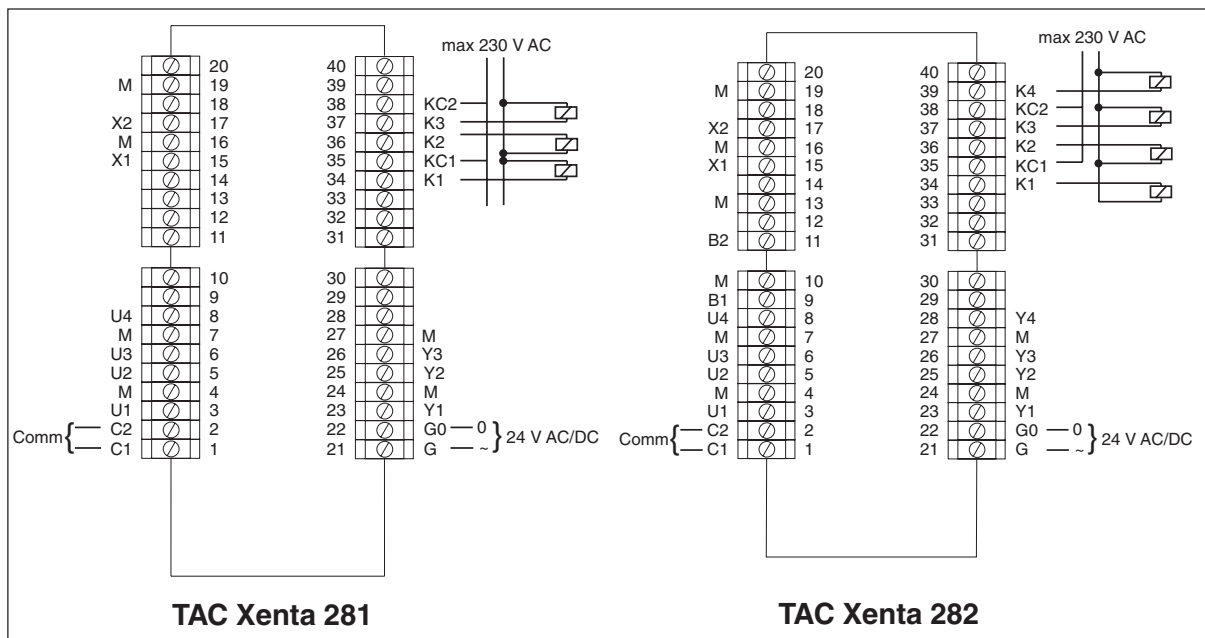 max 230 V AC
20 40
M 19 39
18 38 KC2
X2 17 37 K3
M 16 36 K2
X1 15 35 KC1
14 34 K1
13 33
12 32
11 31
10 30
9 29
U4 8 28
M 7 27 M
U3 6 26 Y3
U2 5 25 Y2
M 4 24 M
U1 3 23 Y1
C2 2 22 G0 0
Comm { } 24 V AC/DC
C1 1 21 G ~
TAC Xenta 281
max 230 V AC
20 40
M 19 39 K4
18 38 KC2
X2 17 37 K3
M 16 36 K2
X1 15 35 KC1
14 34 K1
M 13 33
12 32
B2 11 31
M 10 30
B1 9 29
U4 8 28 Y4
M 7 27 M
U3 6 26 Y3
U2 5 25 Y2
M 4 24 M
U1 3 23 Y1
C2 2 22 G0 0
Comm { } 24 V AC/DC
C1 1 21 G ~
TAC Xenta 282